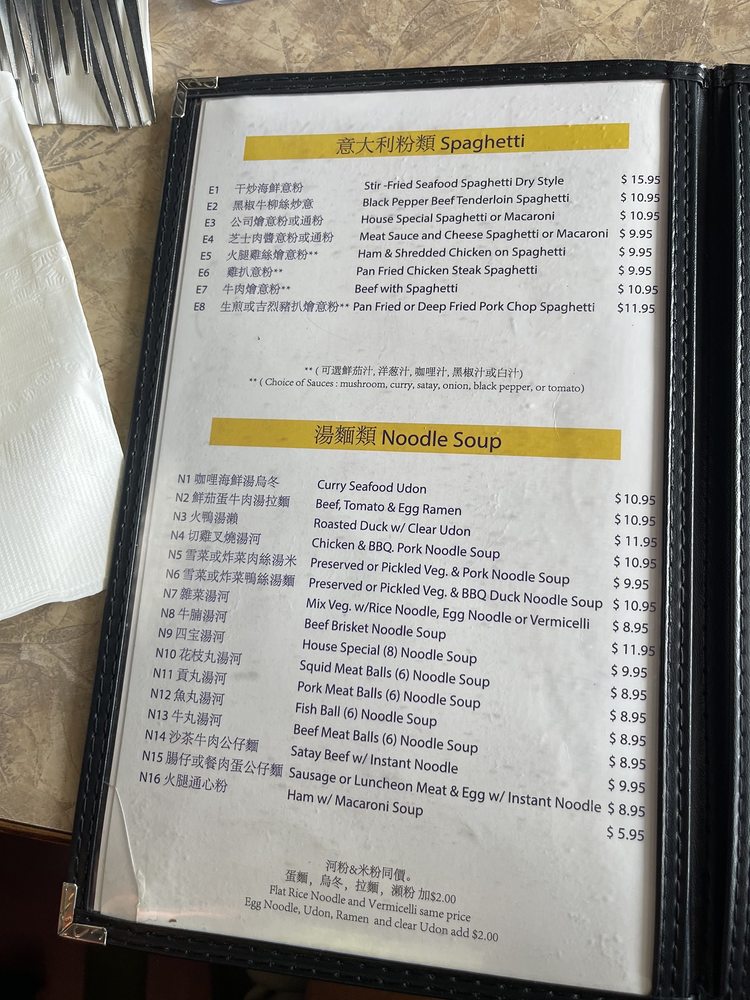 意大利粉類 Spaghetti
E1 干炒海鮮意粉 Stir -Fried Seafood Spaghetti Dry Style $ 15.95
E2 黑椒牛柳絲炒意 Black Pepper Beef Tenderloin Spaghetti $ 10.95
E3 公司燴意粉或通粉 House Special Spaghetti or Macaroni $ 10.95
E4 芝士肉醬意粉或通粉 Meat Sauce and Cheese Spaghetti or Macaroni $ 9.95
E5 火腿雞絲燴意粉** Ham & Shredded Chicken on Spaghetti $ 9.95
E6 雞扒意粉** Pan Fried Chicken Steak Spaghetti $ 9.95
E7 牛肉燴意粉** Beef with Spaghetti $ 10.95
E8 生煎或吉烈豬扒燴意粉** Pan Fried or Deep Fried Pork Chop Spaghetti $11.95
** ( 可選鮮茄汁, 洋葱汁, 咖哩汁, 黑椒汁或白汁)
** ( Choice of Sauces : mushroom, curry, satay, onion, black pepper, or tomato)
湯麵類 Noodle Soup
N1 咖哩海鮮湯烏冬 Curry Seafood Udon $ 10.95
N2 鮮茄蛋牛肉湯拉麵 Beef, Tomato & Egg Ramen $ 10.95
N3 火鴨湯瀨 Roasted Duck w/ Clear Udon $ 11.95
N4 切雞叉燒湯河 Chicken & BBQ. Pork Noodle Soup $ 10.95
N5 雪菜或炸菜肉絲湯米 Preserved or Pickled Veg. & Pork Noodle Soup $ 9.95
N6 雪菜或炸菜鴨絲湯麵 Preserved or Pickled Veg. & BBQ Duck Noodle Soup $ 10.95
N7 雜菜湯河 Mix Veg. w/Rice Noodle, Egg Noodle or Vermicelli $ 8.95
N8 牛腩湯河 Beef Brisket Noodle Soup $ 11.95
N9 四宝湯河 House Special (8) Noodle Soup $ 9.95
N10 花枝丸湯河 Squid Meat Balls (6) Noodle Soup $ 8.95
N11 貢丸湯河 Pork Meat Balls (6) Noodle Soup $ 8.95
N12 魚丸湯河 Fish Ball (6) Noodle Soup $ 8.95
N13 牛丸湯河 Beef Meat Balls (6) Noodle Soup $ 8.95
N14 沙茶牛肉公仔麵 Satay Beef w/ Instant Noodle $ 9.95
N15 腸仔或餐肉蛋公仔麵 Sausage or Luncheon Meat & Egg w/ Instant Noodle $ 8.95
N16 火腿通心粉 Ham w/ Macaroni Soup $ 5.95
河粉&米粉同價。
蛋麵，烏冬，拉麵，瀨粉 加$2.00
Flat Rice Noodle and Vermicelli same price
Egg Noodle, Udon, Ramen and clear Udon add $2.00